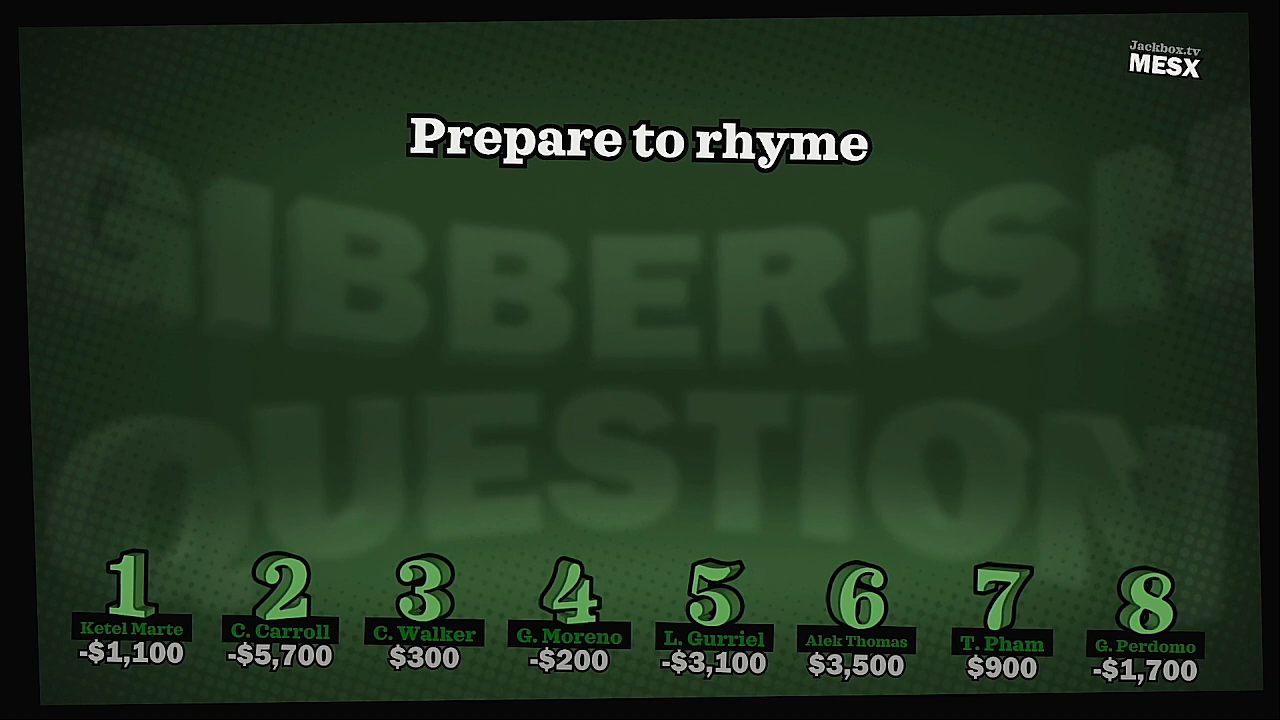 Jackbox.tv
MESX
Prepare to rhyme
GIBBERISH
QUESTION
1 2 3 4 5 6 7 8
Ketel Marte C. Carroll C. Walker G. Moreno L. Gurriel Alek Thomas T. Pham G. Perdomo
-$1,100 -$5,700 $300 -$200 -$3,100 $3,500 $900 -$1,700